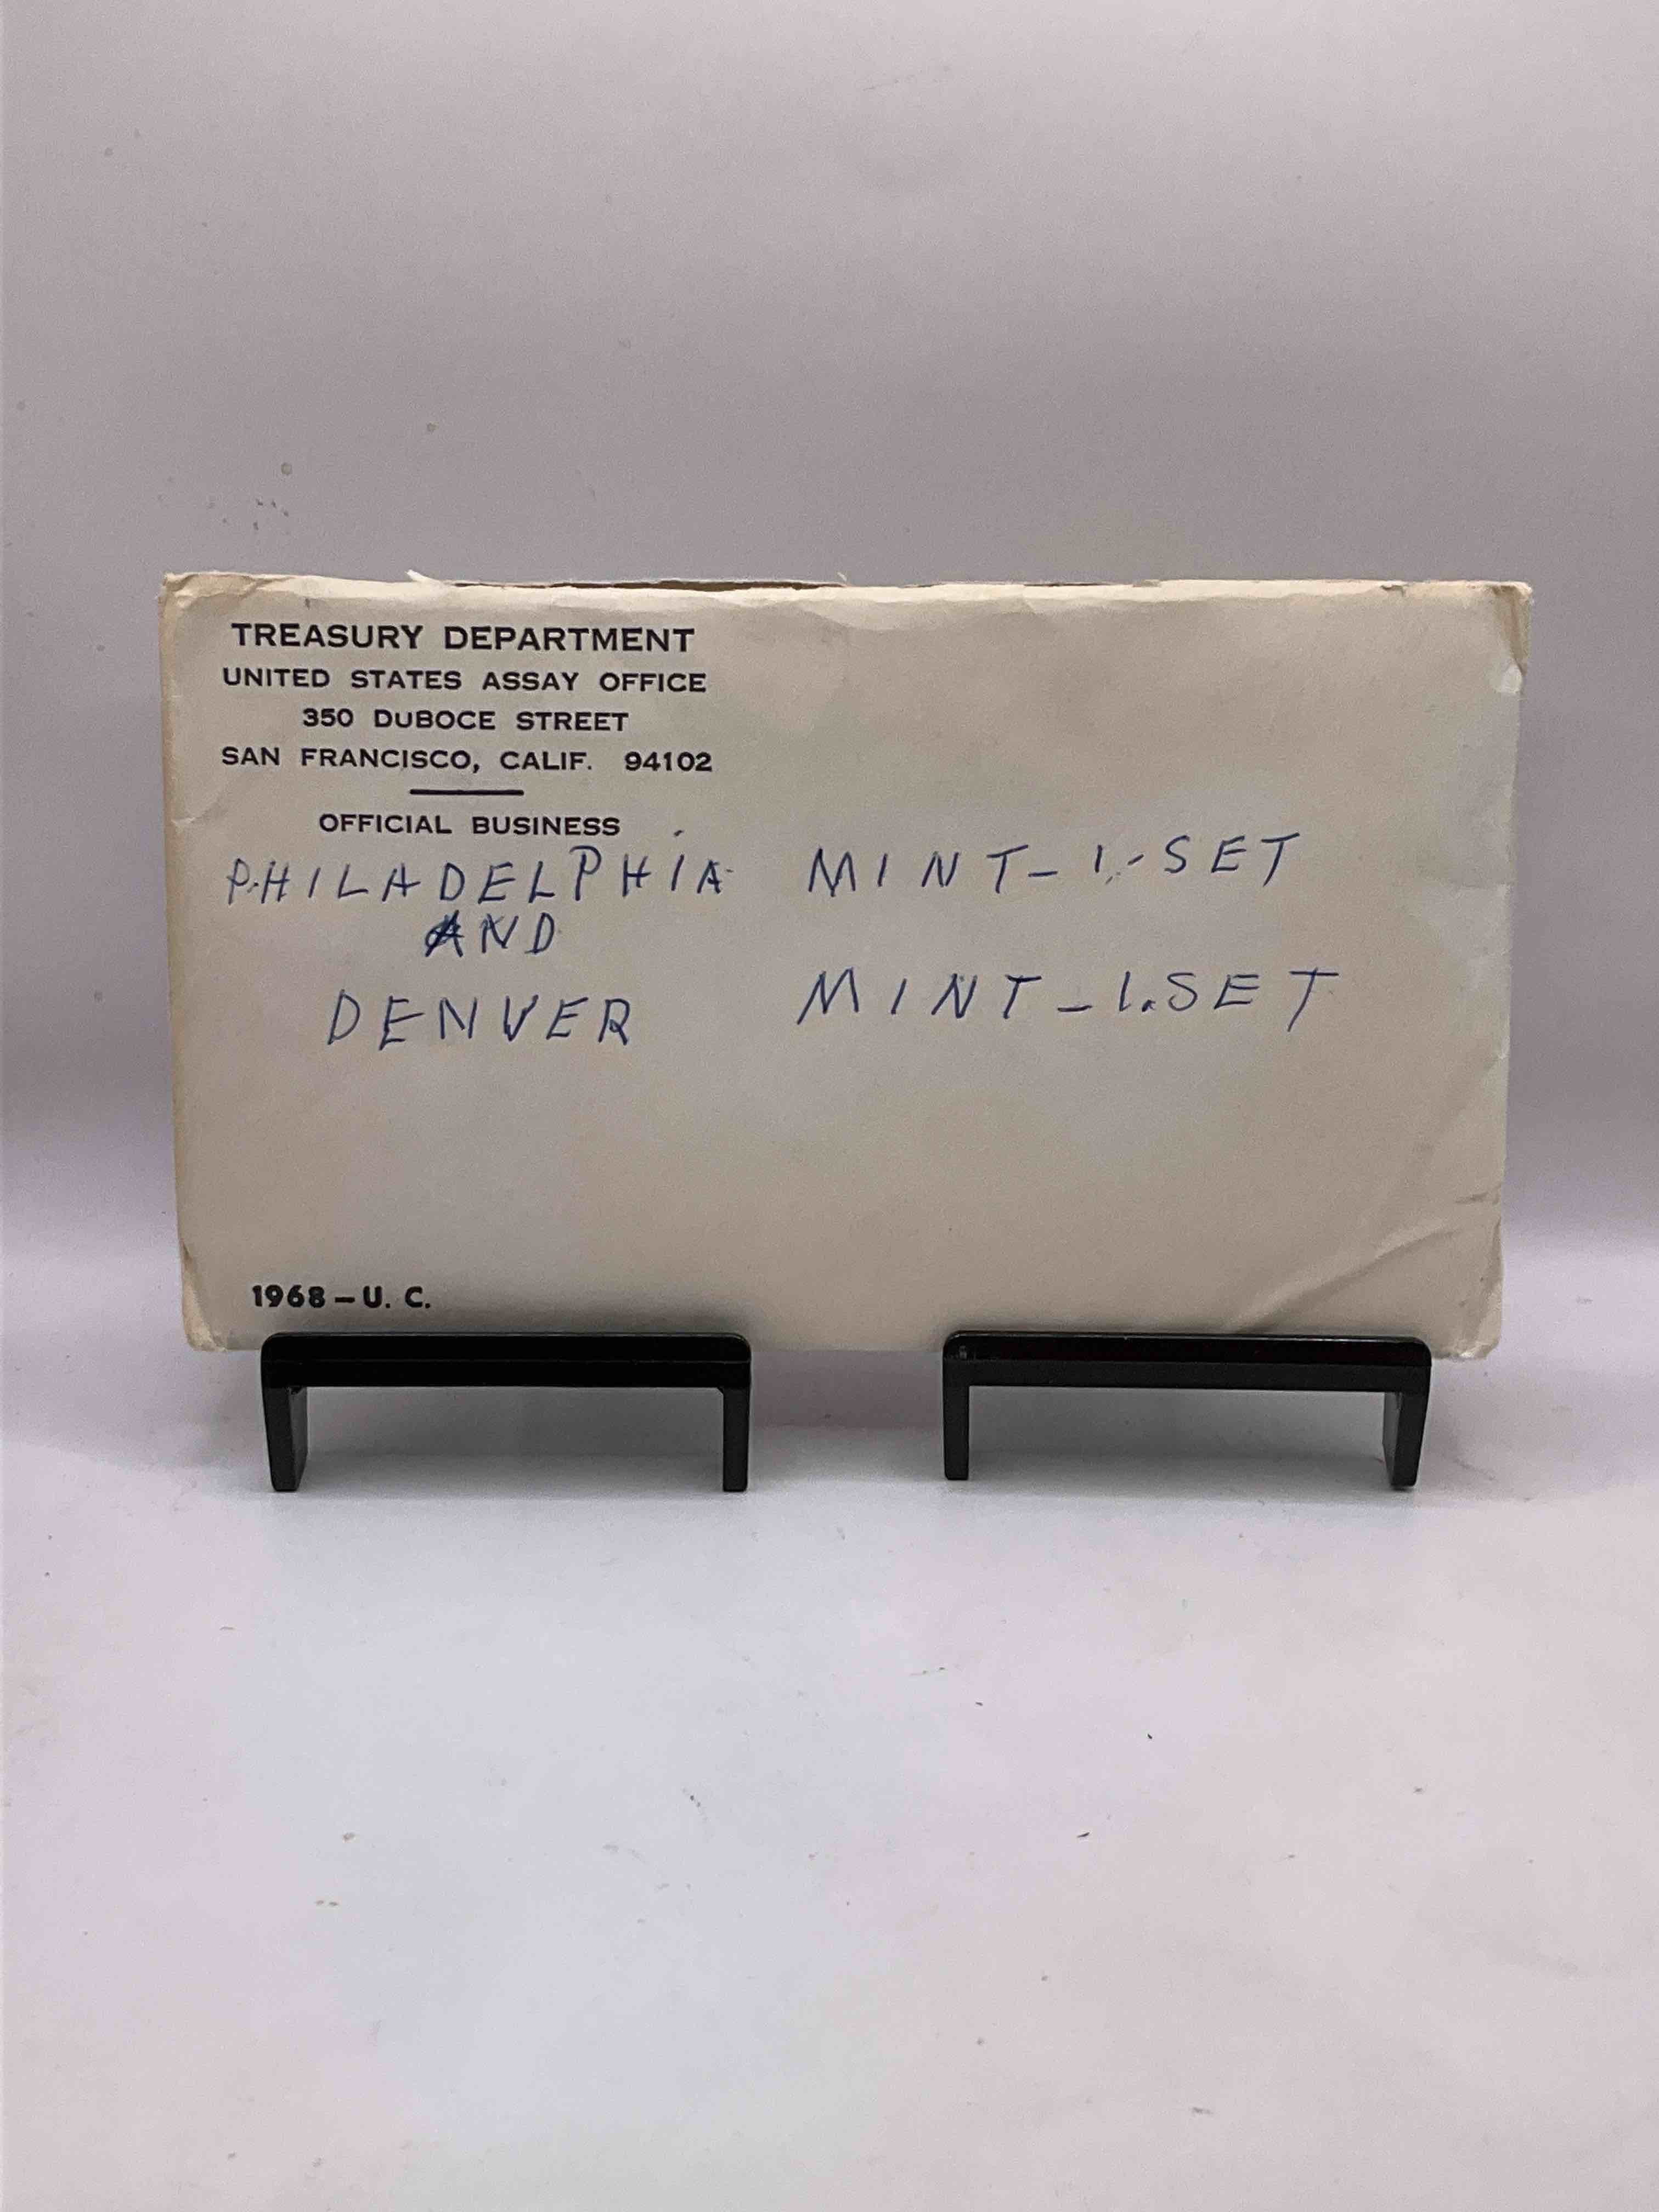 TREASURY DEPARTMENT
UNITED STATES ASSAY OFFICE
350 DUBOCE STREET
SAN FRANCISCO, CALIF. 94102
OFFICIAL BUSINESS
PHILADELPHIA MINT - 1. - SET
AND
DENVER MINT - 1. SET
1968 – U. C.